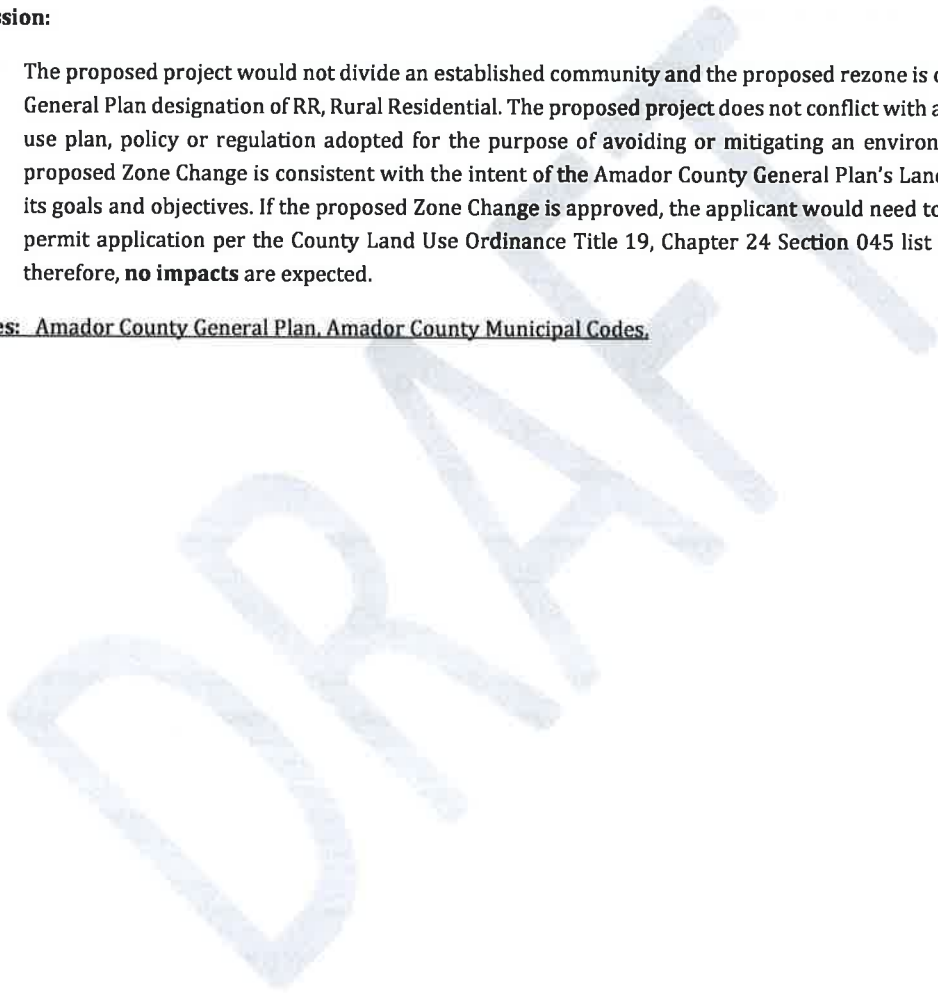 ssion:
The proposed project would not divide an established community and the proposed rezone is c
General Plan designation of RR, Rural Residential. The proposed project does not conflict with a
use plan, policy or regulation adopted for the purpose of avoiding or mitigating an environ
proposed Zone Change is consistent with the intent of the Amador County General Plan's Land
its goals and objectives. If the proposed Zone Change is approved, the applicant would need to
permit application per the County Land Use Ordinance Title 19, Chapter 24 Section 045 list
therefore, no impacts are expected.
es: Amador County General Plan, Amador County Municipal Codes,
DRAFT